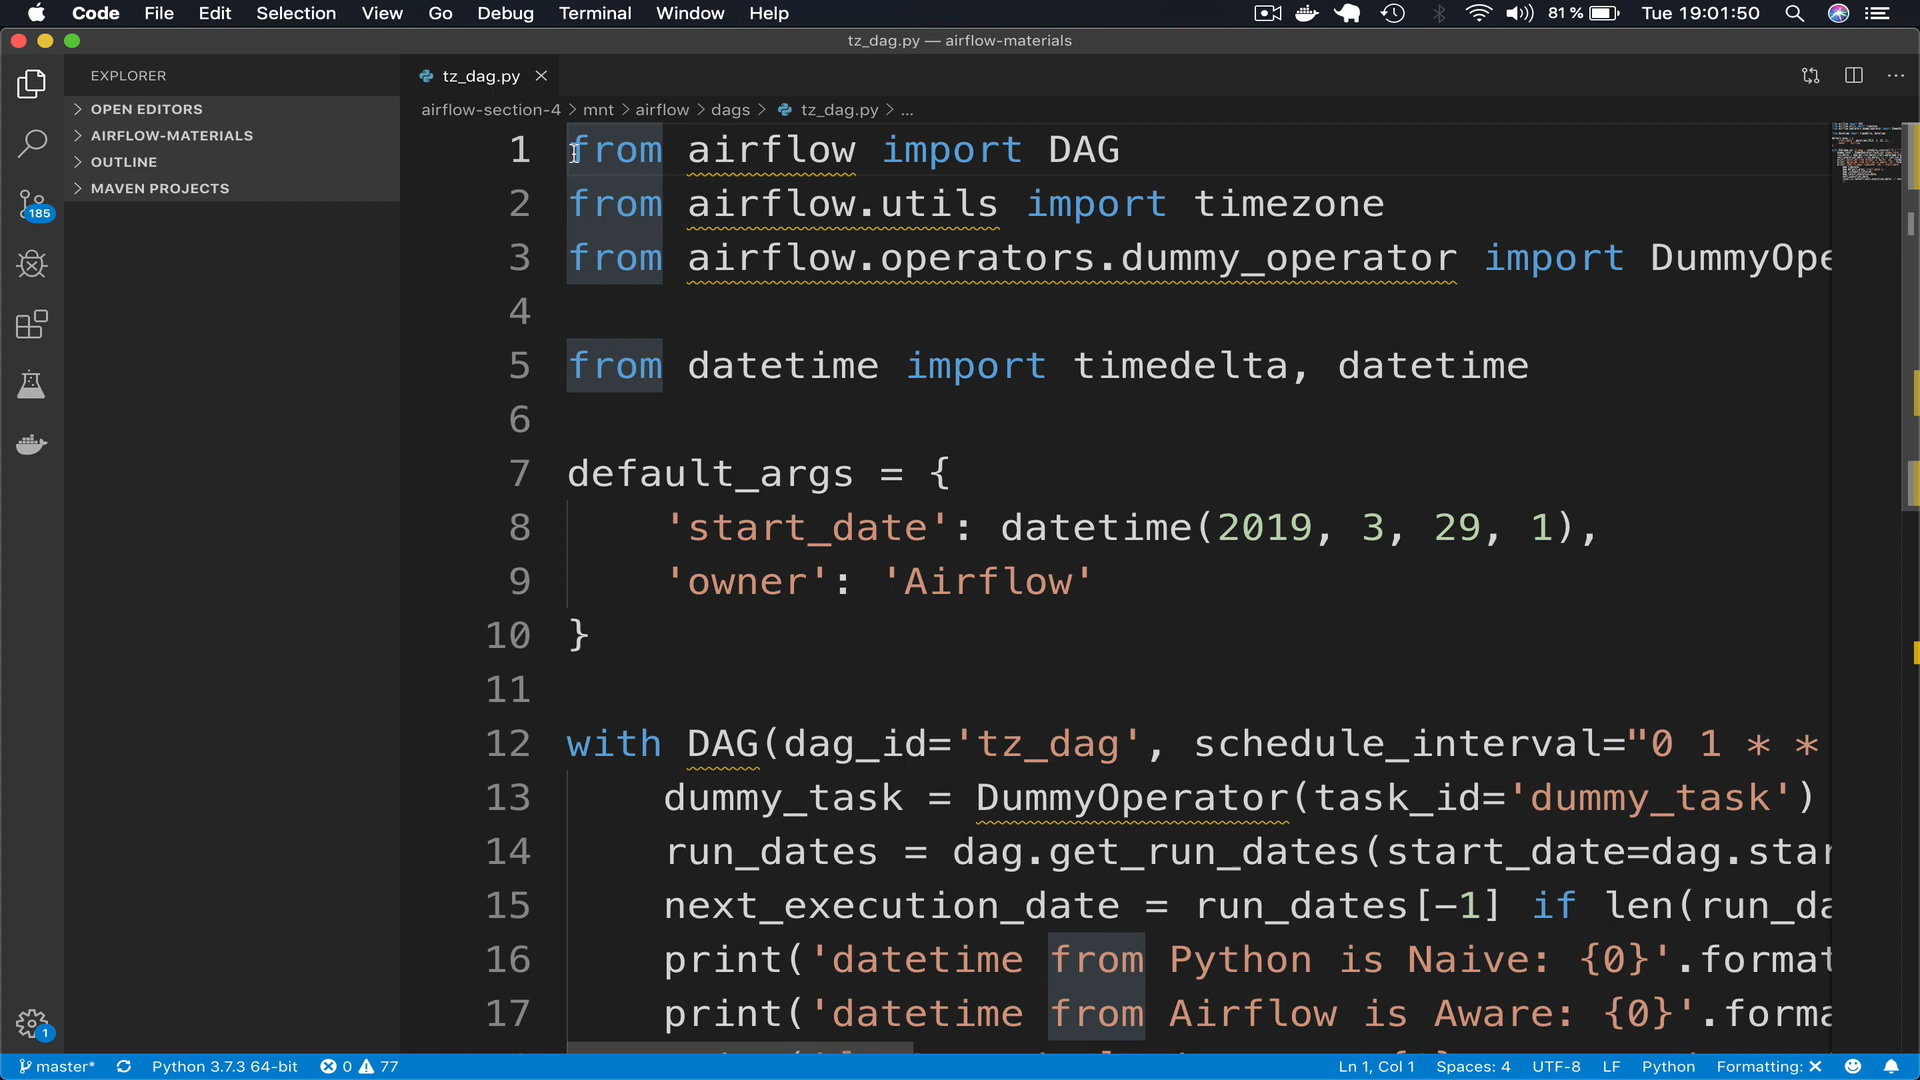 Code File Edit Selection View Go Debug Terminal Window Help 81 % Tue 19:01:50
tz_dag.py — airflow-materials
EXPLORER
OPEN EDITORS
AIRFLOW-MATERIALS
OUTLINE
MAVEN PROJECTS
185
1
tz_dag.py
airflow-section-4 > mnt > airflow > dags > tz_dag.py > ...
1 from airflow import DAG
2 from airflow.utils import timezone
3 from airflow.operators.dummy_operator import DummyOpe
4
5 from datetime import timedelta, datetime
6
7 default_args = {
8 'start_date': datetime(2019, 3, 29, 1),
9 'owner': 'Airflow'
10 }
11
12 with DAG(dag_id='tz_dag', schedule_interval="0 1 * *
13 dummy_task = DummyOperator(task_id='dummy_task')
14 run_dates = dag.get_run_dates(start_date=dag.star
15 next_execution_date = run_dates[-1] if len(run_da
16 print('datetime from Python is Naive: {0}'.format
17 print('datetime from Airflow is Aware: {0}'.forma
master* Python 3.7.3 64-bit 0 77 Ln 1, Col 1 Spaces: 4 UTF-8 LF Python Formatting: ✕